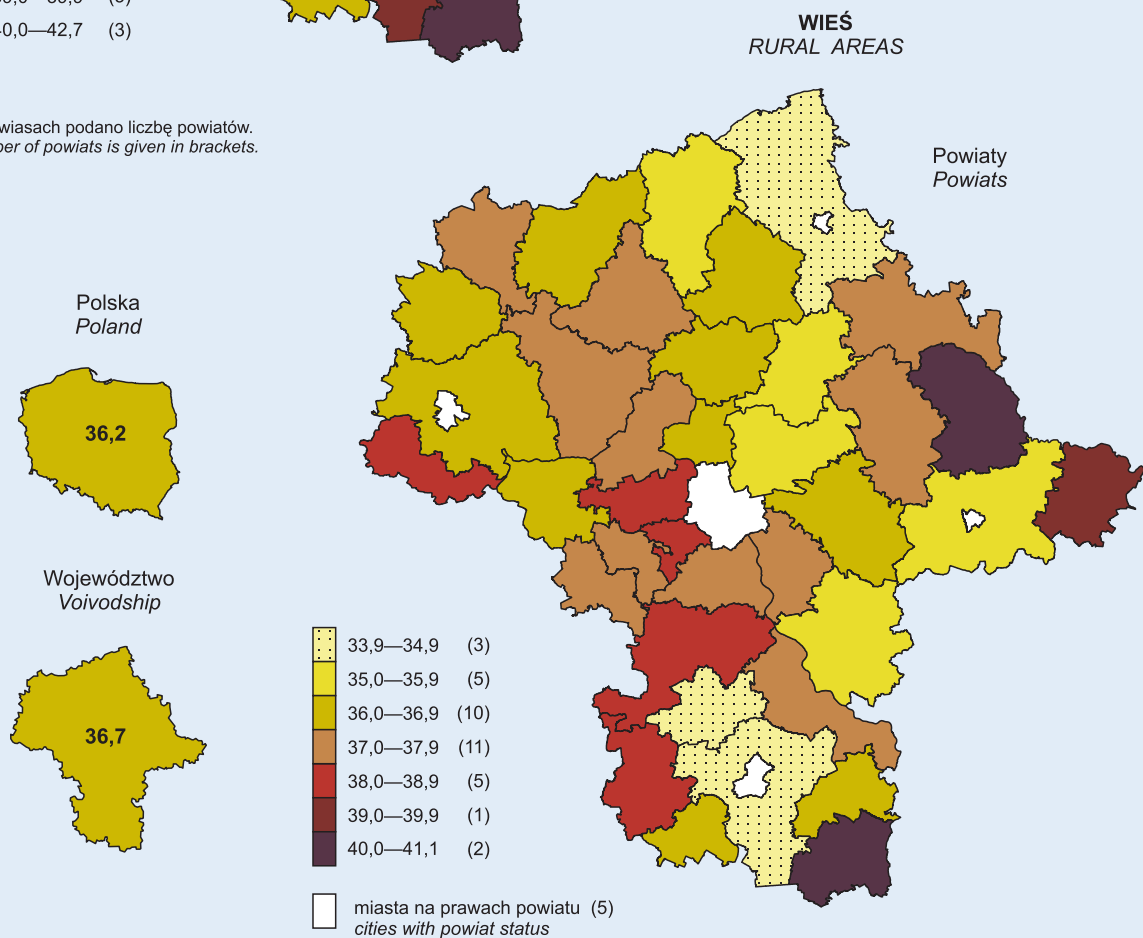 (3)
WIEŚ
RURAL AREAS
wiasach podano liczbę powiatów.
ber of powiats is given in brackets.
Powiaty
Powiats
Polska
Poland
36,2
Województwo
Voivodship
36,7
33,9—34,9 (3)
35,0—35,9 (5)
36,0—36,9 (10)
37,0—37,9 (11)
38,0—38,9 (5)
39,0—39,9 (1)
40,0—41,1 (2)
miasta na prawach powiatu (5)
cities with powiat status